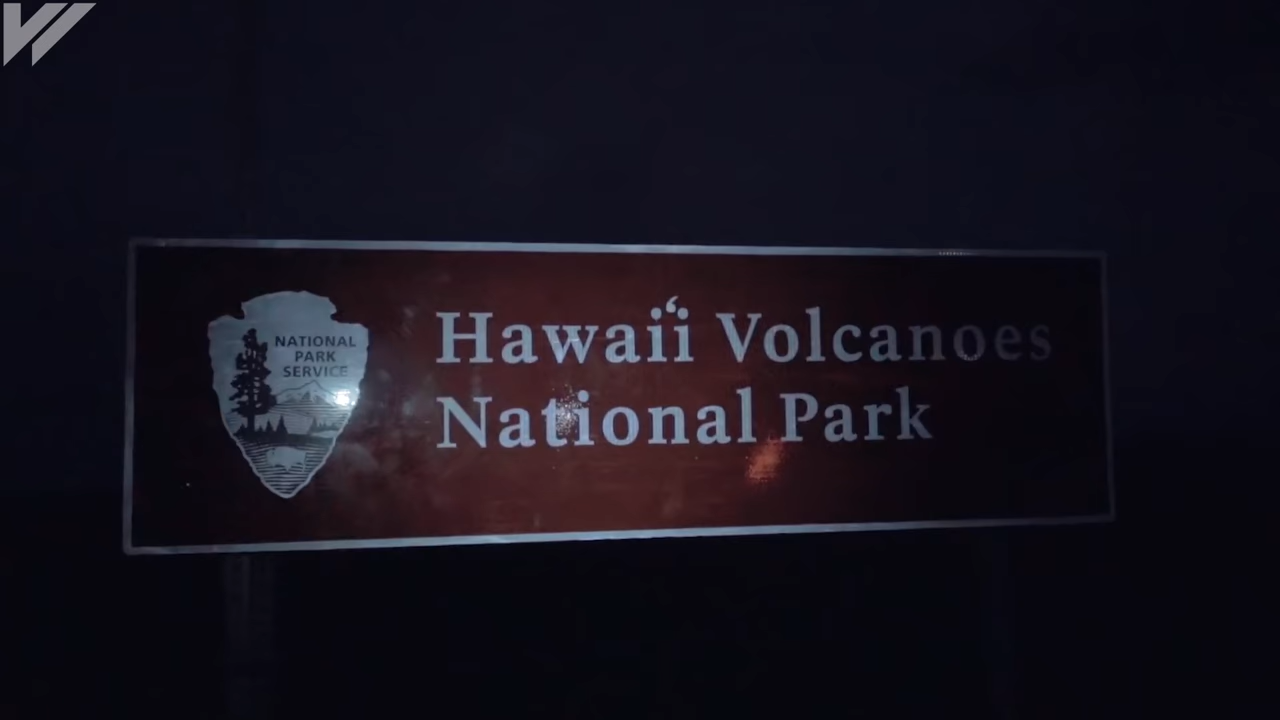 NATIONAL
PARK
SERVICE
Hawaiʻi Volcanoes
National Park